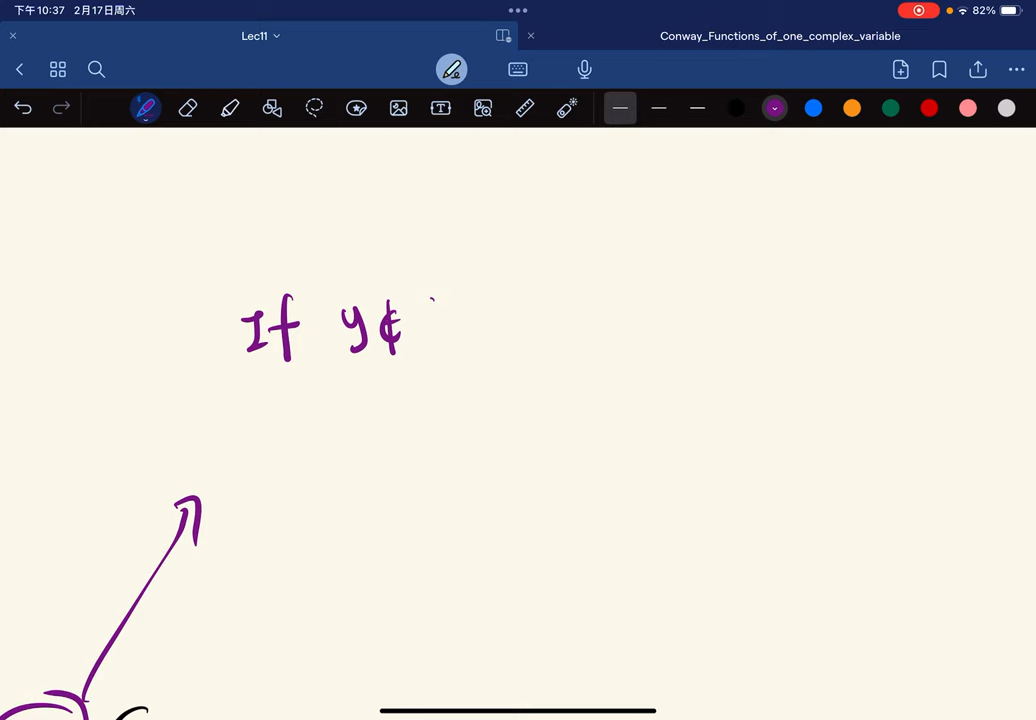 下午10:37 2月17日周六
82%
Lec11
Conway_Functions_of_one_complex_variable
T
If y¢